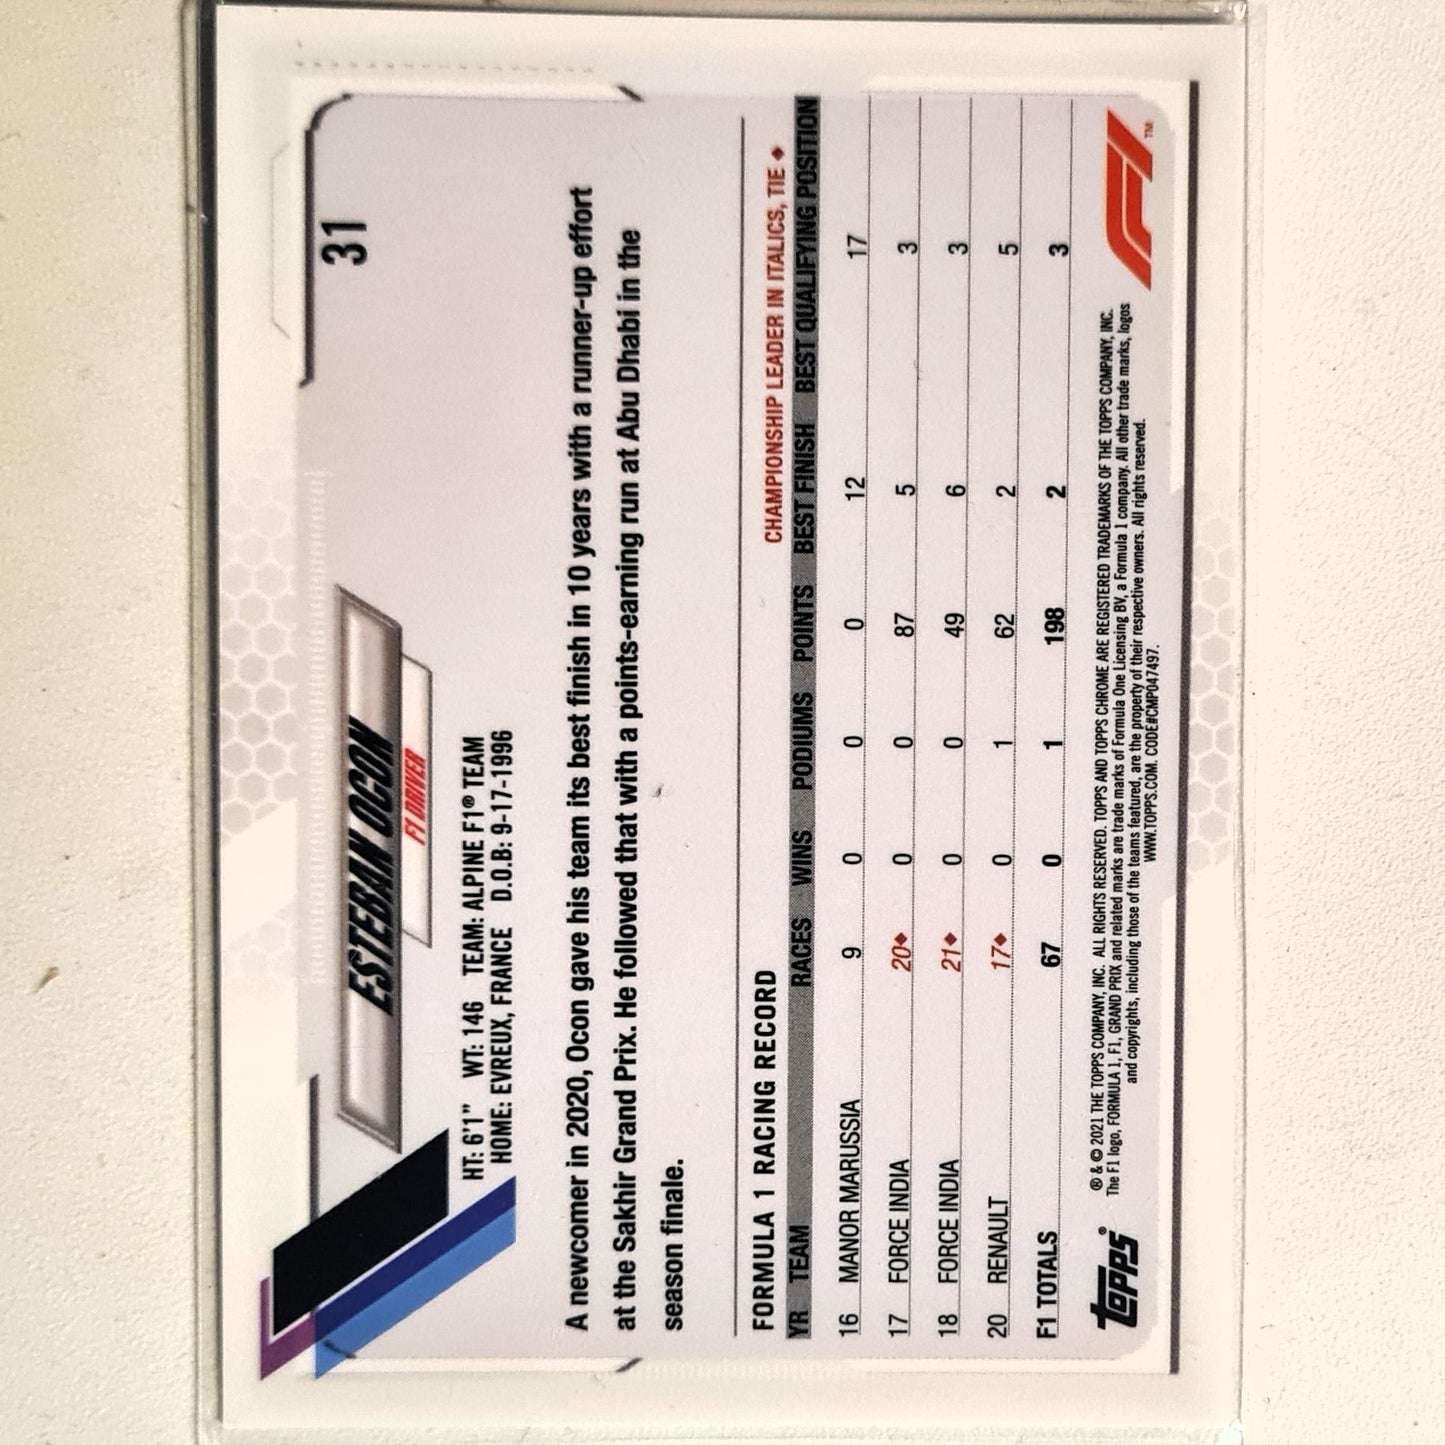 31
ESTEBAN OCON
F1 DRIVER
HT: 6'1" WT: 146 TEAM: ALPINE F1® TEAM
HOME: EVREUX, FRANCE D.O.B: 9-17-1996
A newcomer in 2020, Ocon gave his team its best finish in 10 years with a runner-up effort
at the Sakhir Grand Prix. He followed that with a points-earning run at Abu Dhabi in the
season finale.
FORMULA 1 RACING RECORD CHAMPIONSHIP LEADER IN ITALICS, TIE ♦
YR TEAM RACES WINS PODIUMS POINTS BEST FINISH BEST QUALIFYING POSITION
16 MANOR MARUSSIA 9 0 0 0 12 17
17 FORCE INDIA 20♦ 0 0 87 5 3
18 FORCE INDIA 21♦ 0 0 49 6 3
20 RENAULT 17♦ 0 1 62 2 5
F1 TOTALS 67 0 1 198 2 3
topps®
® & © 2021 THE TOPPS COMPANY, INC. ALL RIGHTS RESERVED. TOPPS AND TOPPS CHROME ARE REGISTERED TRADEMARKS OF THE TOPPS COMPANY, INC.
The F1 logo, FORMULA 1, F1, GRAND PRIX and related marks are trade marks of Formula One Licensing BV, a Formula 1 company. All other trade marks, logos
and copyrights, including those of the teams featured, are the property of their respective owners. All rights reserved.
WWW.TOPPS.COM. CODE#CMP047497.
F1 TM